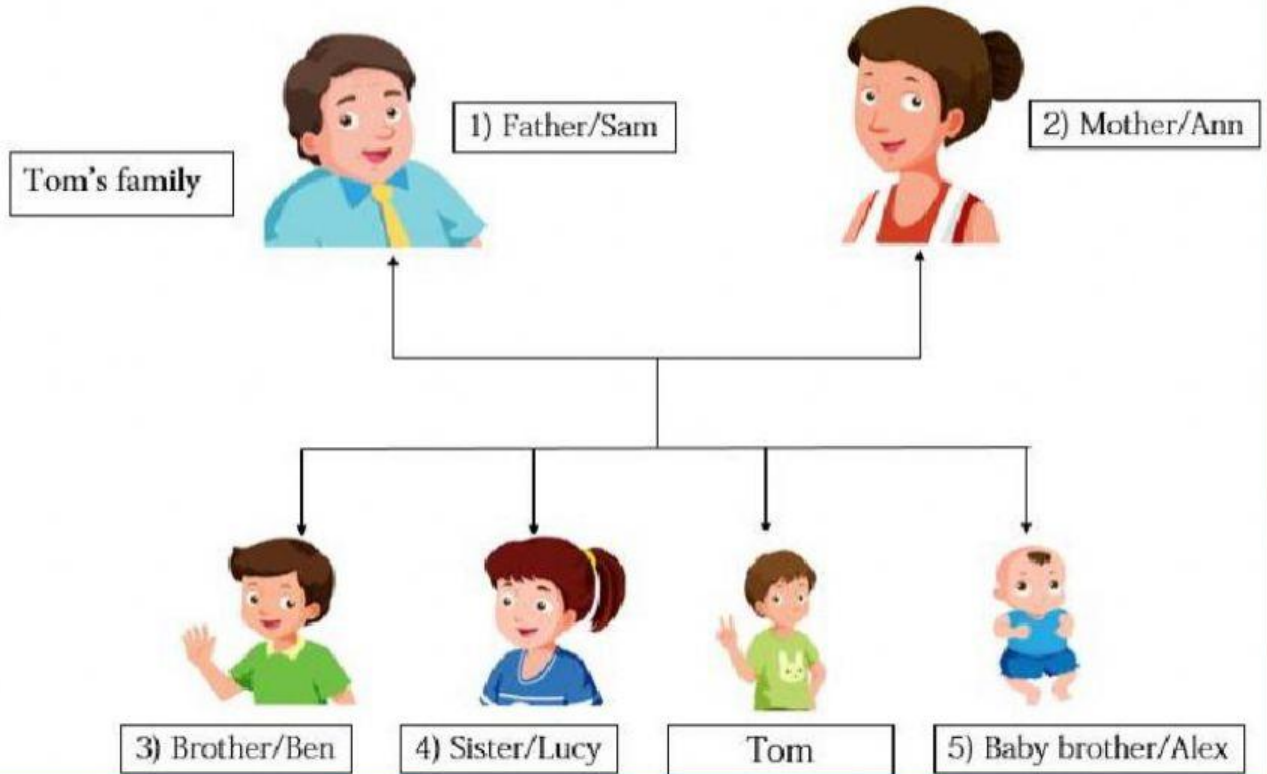 1) Father/Sam
2) Mother/Ann
Tom's family
3) Brother/Ben
4) Sister/Lucy
Tom
5) Baby brother/Alex